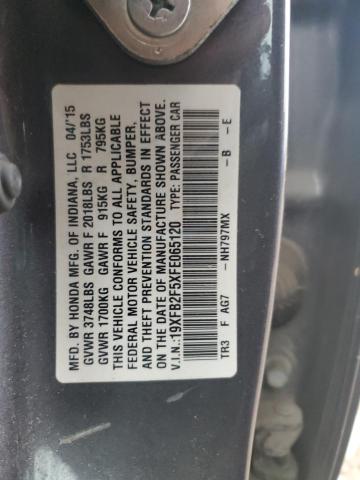 MFD. BY HONDA MFG. OF INDIANA, LLC 04/'15
GVWR 3748LBS GAWR F 2018LBS R 1753LBS
GVWR 1700KG GAWR F 915KG R 795KG
THIS VEHICLE CONFORMS TO ALL APPLICABLE
FEDERAL MOTOR VEHICLE SAFETY, BUMPER,
AND THEFT PREVENTION STANDARDS IN EFFECT
ON THE DATE OF MANUFACTURE SHOWN ABOVE.
V.I.N.:19XFB2F5XFE065120 TYPE: PASSENGER CAR
TR3 F AG7 -NH797MX -B -E